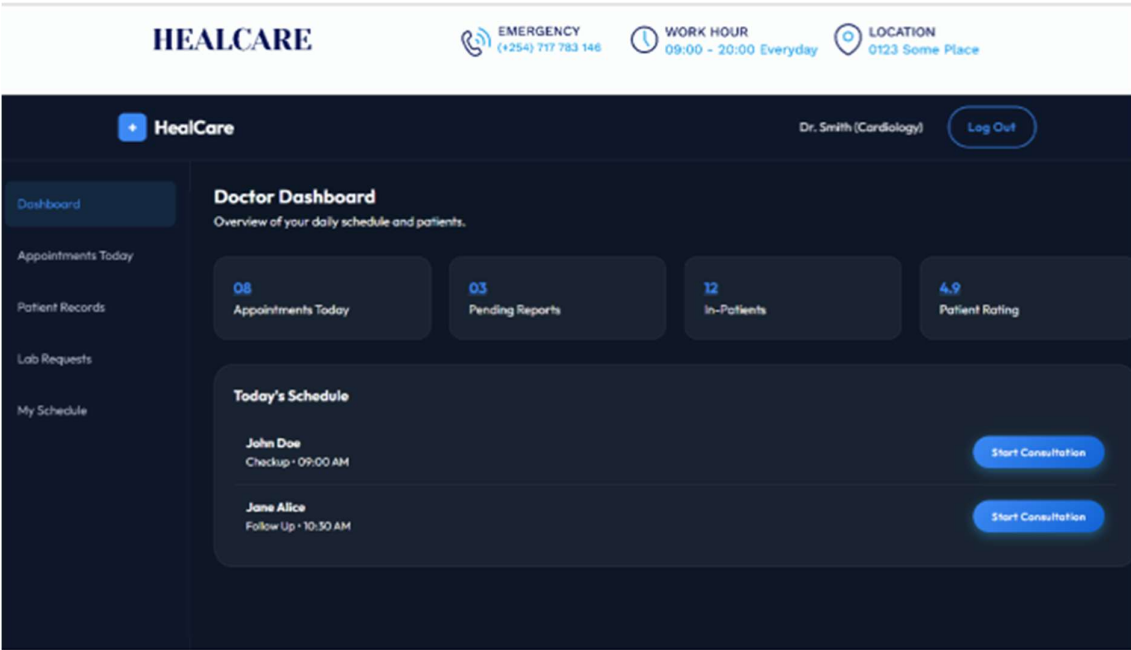 HEALCARE
EMERGENCY
(+254) 717 783 146
WORK HOUR
09:00 - 20:00 Everyday
LOCATION
0123 Some Place
HealCare
Dr. Smith (Cardiology)
Log Out
Dashboard
Appointments Today
Patient Records
Lab Requests
My Schedule
Doctor Dashboard
Overview of your daily schedule and patients.
08
Appointments Today
03
Pending Reports
12
In-Patients
4.9
Patient Rating
Today's Schedule
John Doe
Checkup • 09:00 AM
Start Consultation
Jane Alice
Follow Up • 10:30 AM
Start Consultation